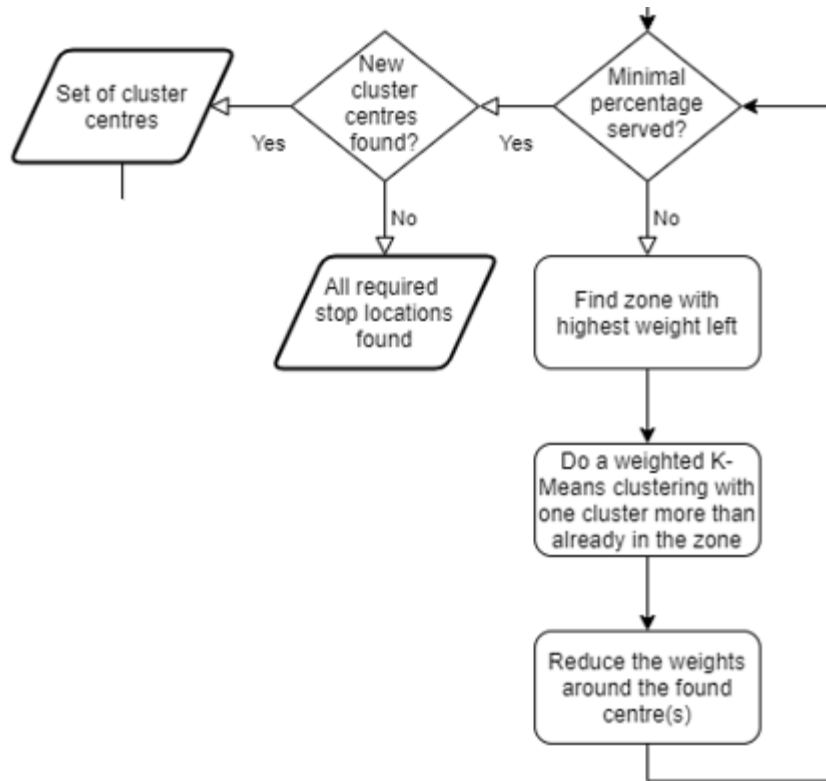 Set of cluster
centres
New
cluster
centres
found?
Minimal
percentage
served?
Yes
Yes
No
No
All required
stop locations
found
Find zone with
highest weight left
Do a weighted K-
Means clustering with
one cluster more than
already in the zone
Reduce the weights
around the found
centre(s)